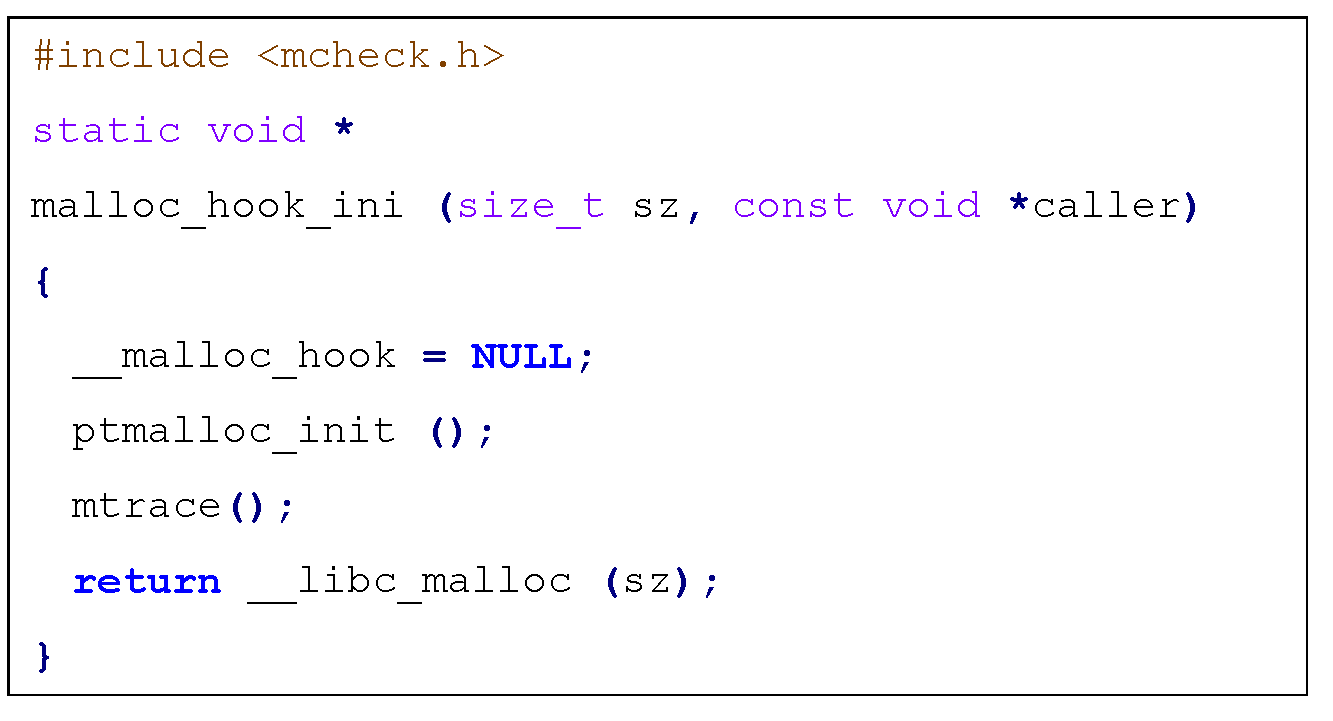 #include <mcheck.h>
static void *
malloc_hook_ini (size_t sz, const void *caller)
{
__malloc_hook = NULL;
ptmalloc_init ();
mtrace();
return __libc_malloc (sz);
}